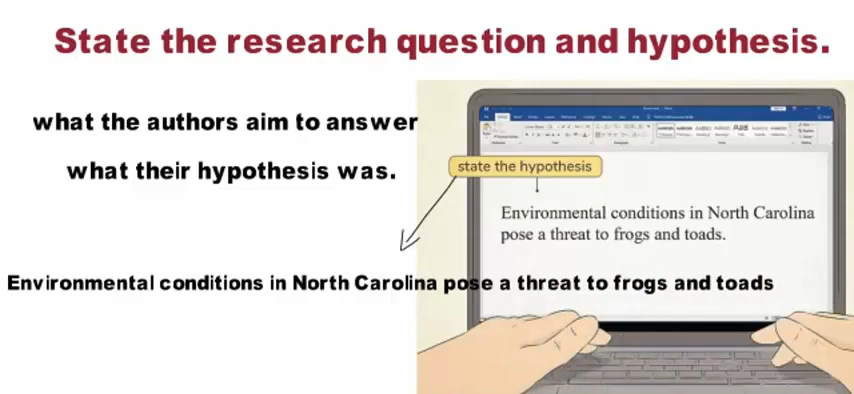 State the research question and hypothesis.
what the authors aim to answer
what their hypothesis was.
state the hypothesis
Environmental conditions in North Carolina
pose a threat to frogs and toads.
Environmental conditions in North Carolina pose a threat to frogs and toads